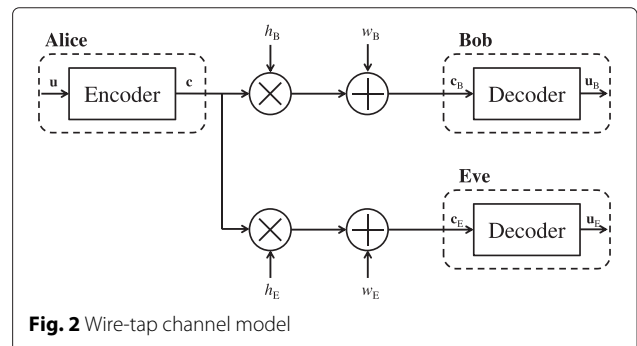 Alice
h_B
w_B
Bob
u
Encoder
c
c_B
Decoder
u_B
Eve
c_E
Decoder
u_E
h_E
w_E
Fig. 2 Wire-tap channel model